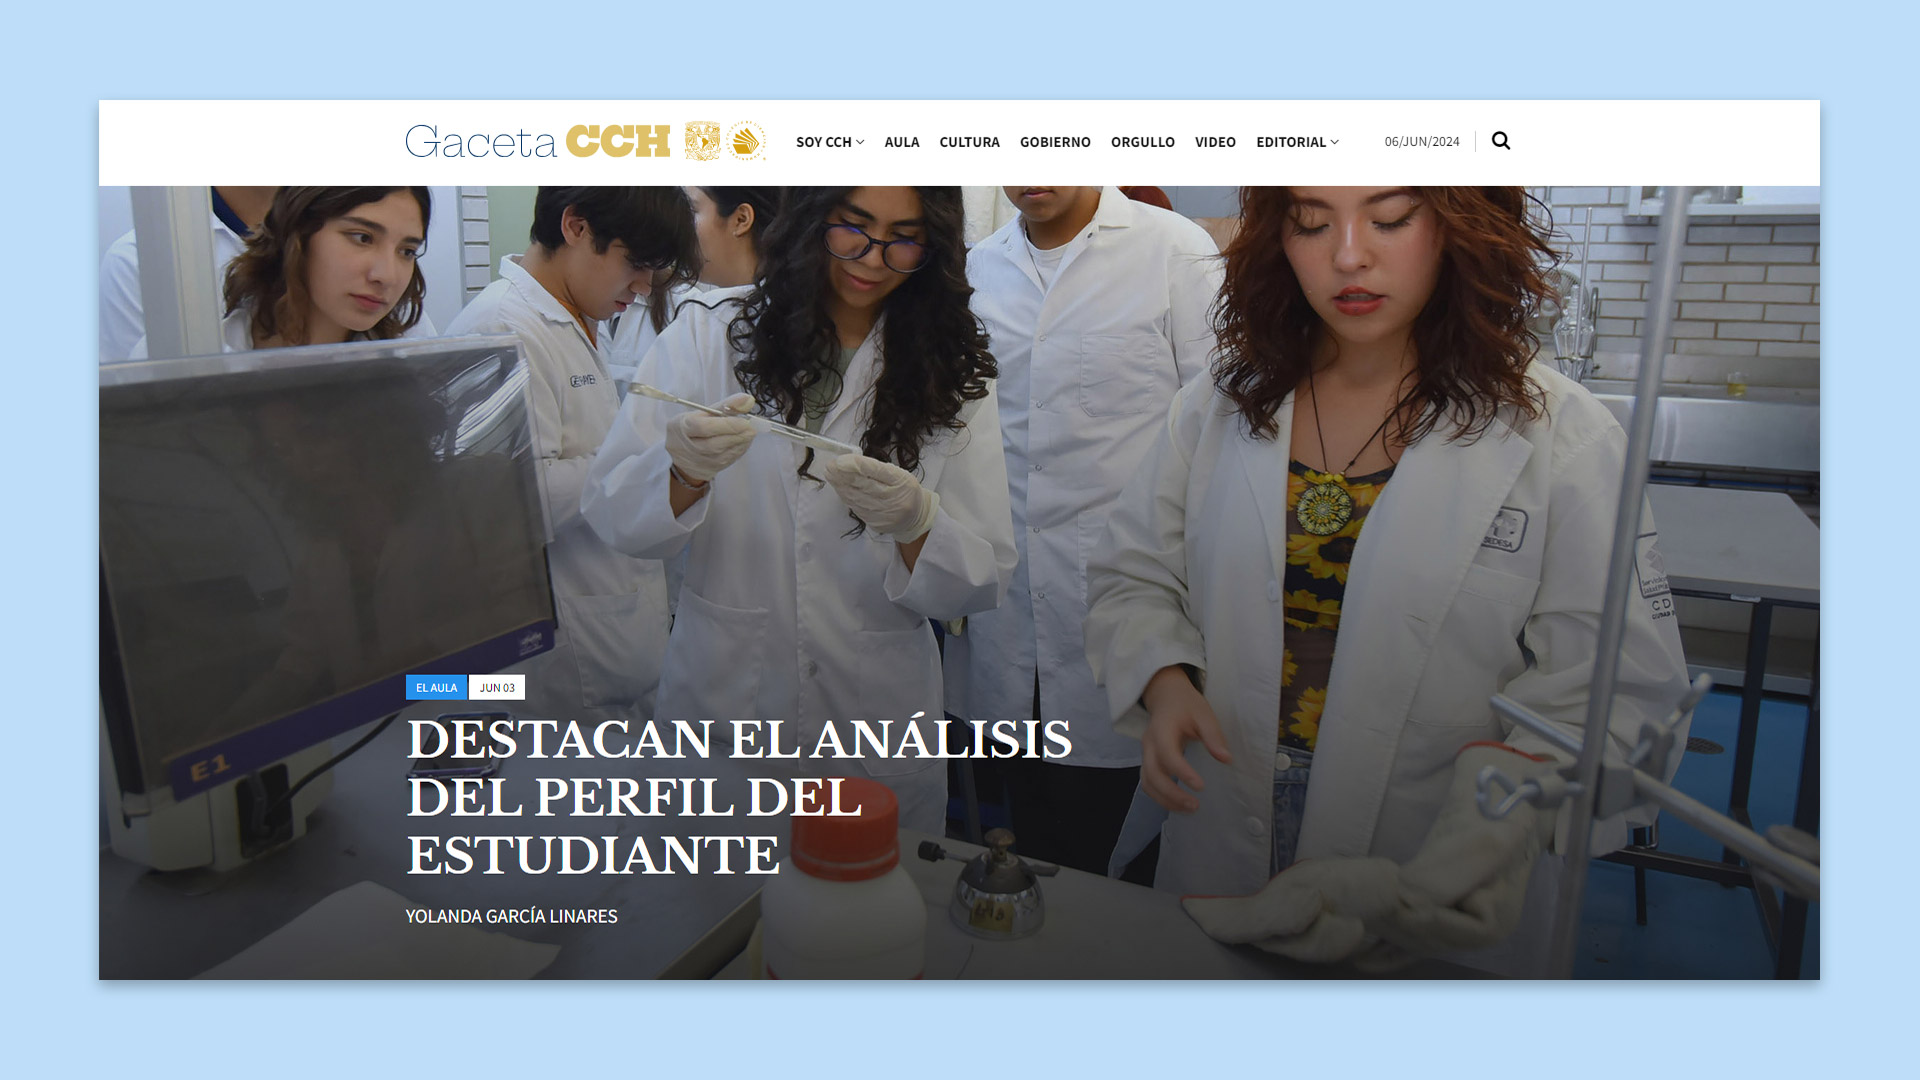 Gaceta CCH
SOY CCH AULA CULTURA GOBIERNO ORGULLO VIDEO EDITORIAL 06/JUN/2024
EL AULA JUN 03
DESTACAN EL ANÁLISIS
DEL PERFIL DEL
ESTUDIANTE
YOLANDA GARCÍA LINARES
E1
SEDESA